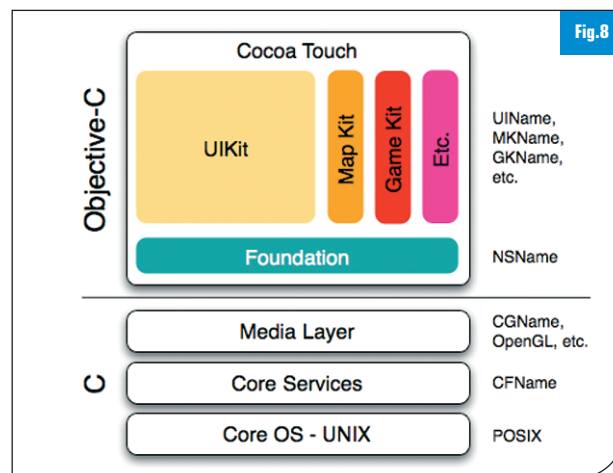 Fig.8
Cocoa Touch
Objective-C
UIKit
Map Kit
Game Kit
Etc.
UIName,
MKName,
GKName,
etc.
Foundation
NSName
C
Media Layer
CGName,
OpenGL, etc.
Core Services
CFName
Core OS - UNIX
POSIX